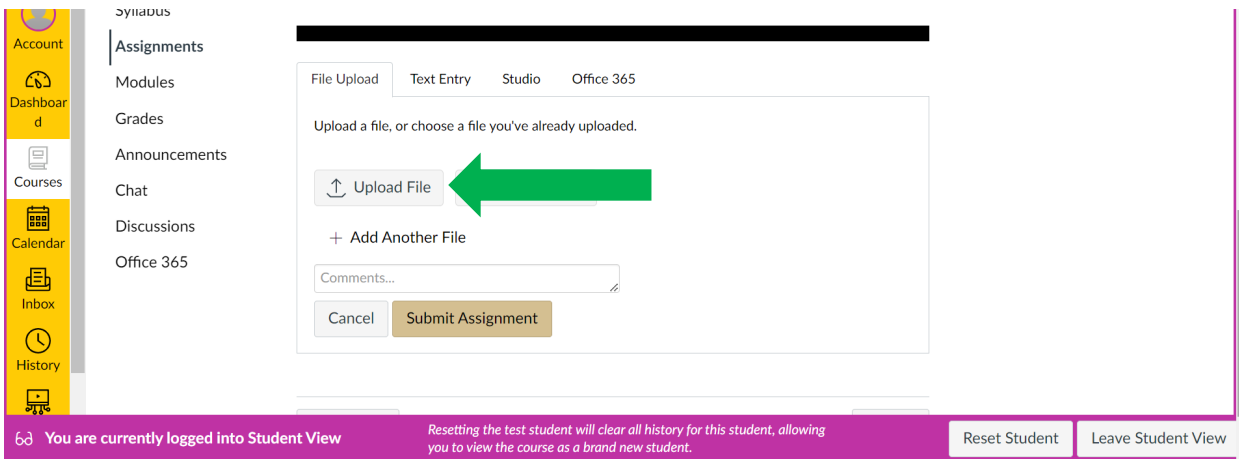 Syllabus
Account
Dashboar
d
Courses
Calendar
Inbox
History
Assignments
Modules
Grades
Announcements
Chat
Discussions
Office 365
File Upload Text Entry Studio Office 365
Upload a file, or choose a file you've already uploaded.
Upload File
+ Add Another File
Comments...
Cancel Submit Assignment
You are currently logged into Student View
Resetting the test student will clear all history for this student, allowing
you to view the course as a brand new student.
Reset Student Leave Student View